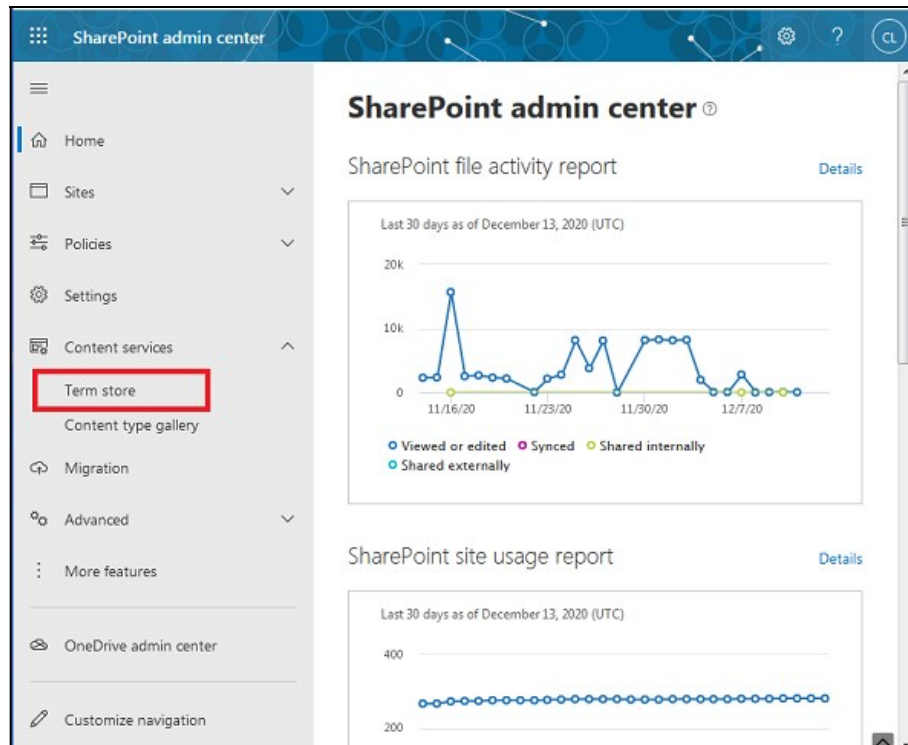 SharePoint admin center
?
CL
Home
Sites
Policies
Settings
Content services
Term store
Content type gallery
Migration
Advanced
More features
OneDrive admin center
Customize navigation
SharePoint admin center ?
SharePoint file activity report Details
Last 30 days as of December 13, 2020 (UTC)
20k
10k
0
11/16/20 11/23/20 11/30/20 12/7/20
Viewed or edited Synced Shared internally
Shared externally
SharePoint site usage report Details
Last 30 days as of December 13, 2020 (UTC)
400
200